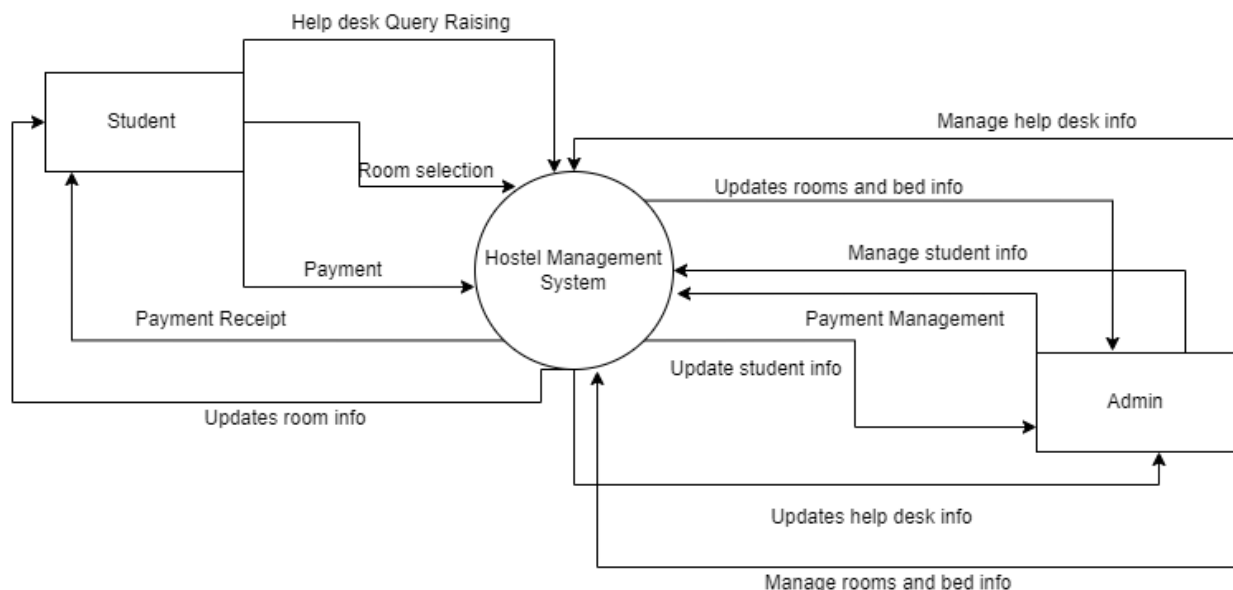 Help desk Query Raising
Student
Manage help desk info
Room selection
Updates rooms and bed info
Hostel Management
System
Manage student info
Payment
Payment Receipt
Payment Management
Update student info
Admin
Updates room info
Updates help desk info
Manage rooms and bed info